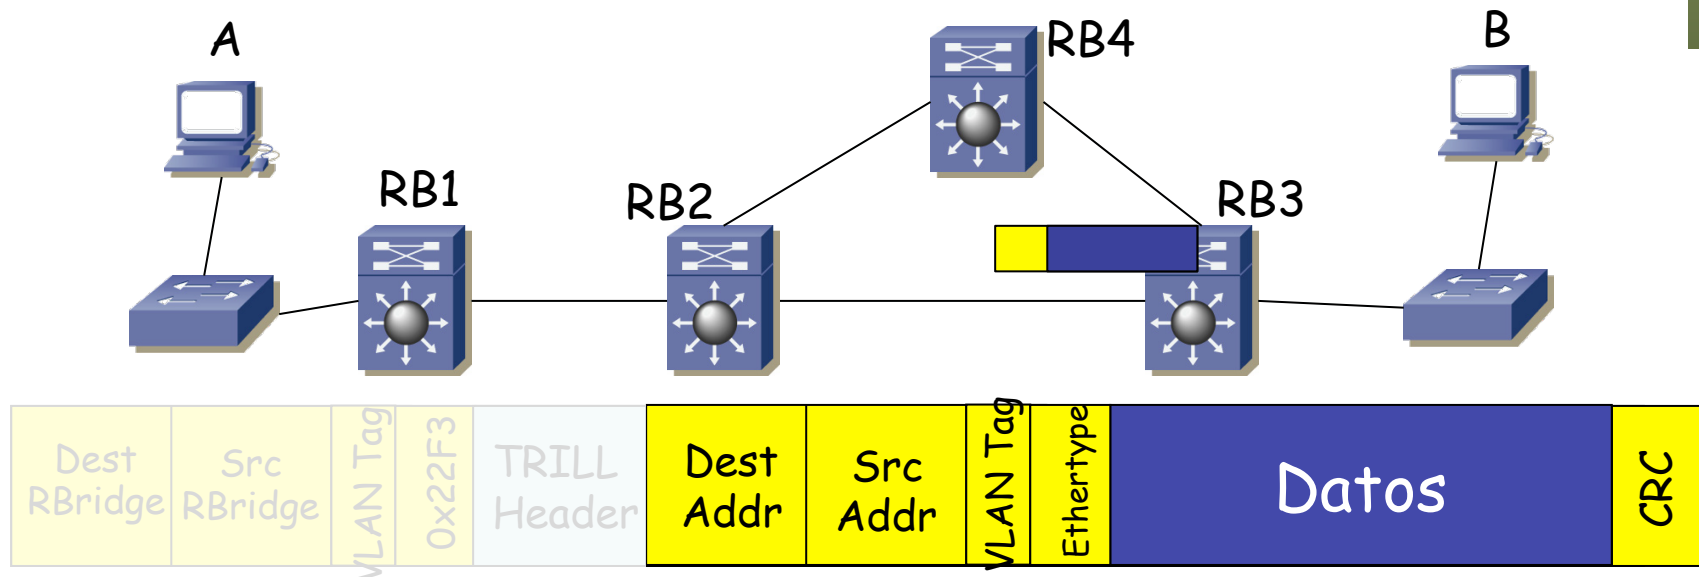 A
RB4
B
RB1
RB2
RB3
Dest
RBridge
Src
RBridge
VLAN Tag
0x22F3
TRILL
Header
Dest
Addr
Src
Addr
VLAN Tag
Ethertype
Datos
CRC